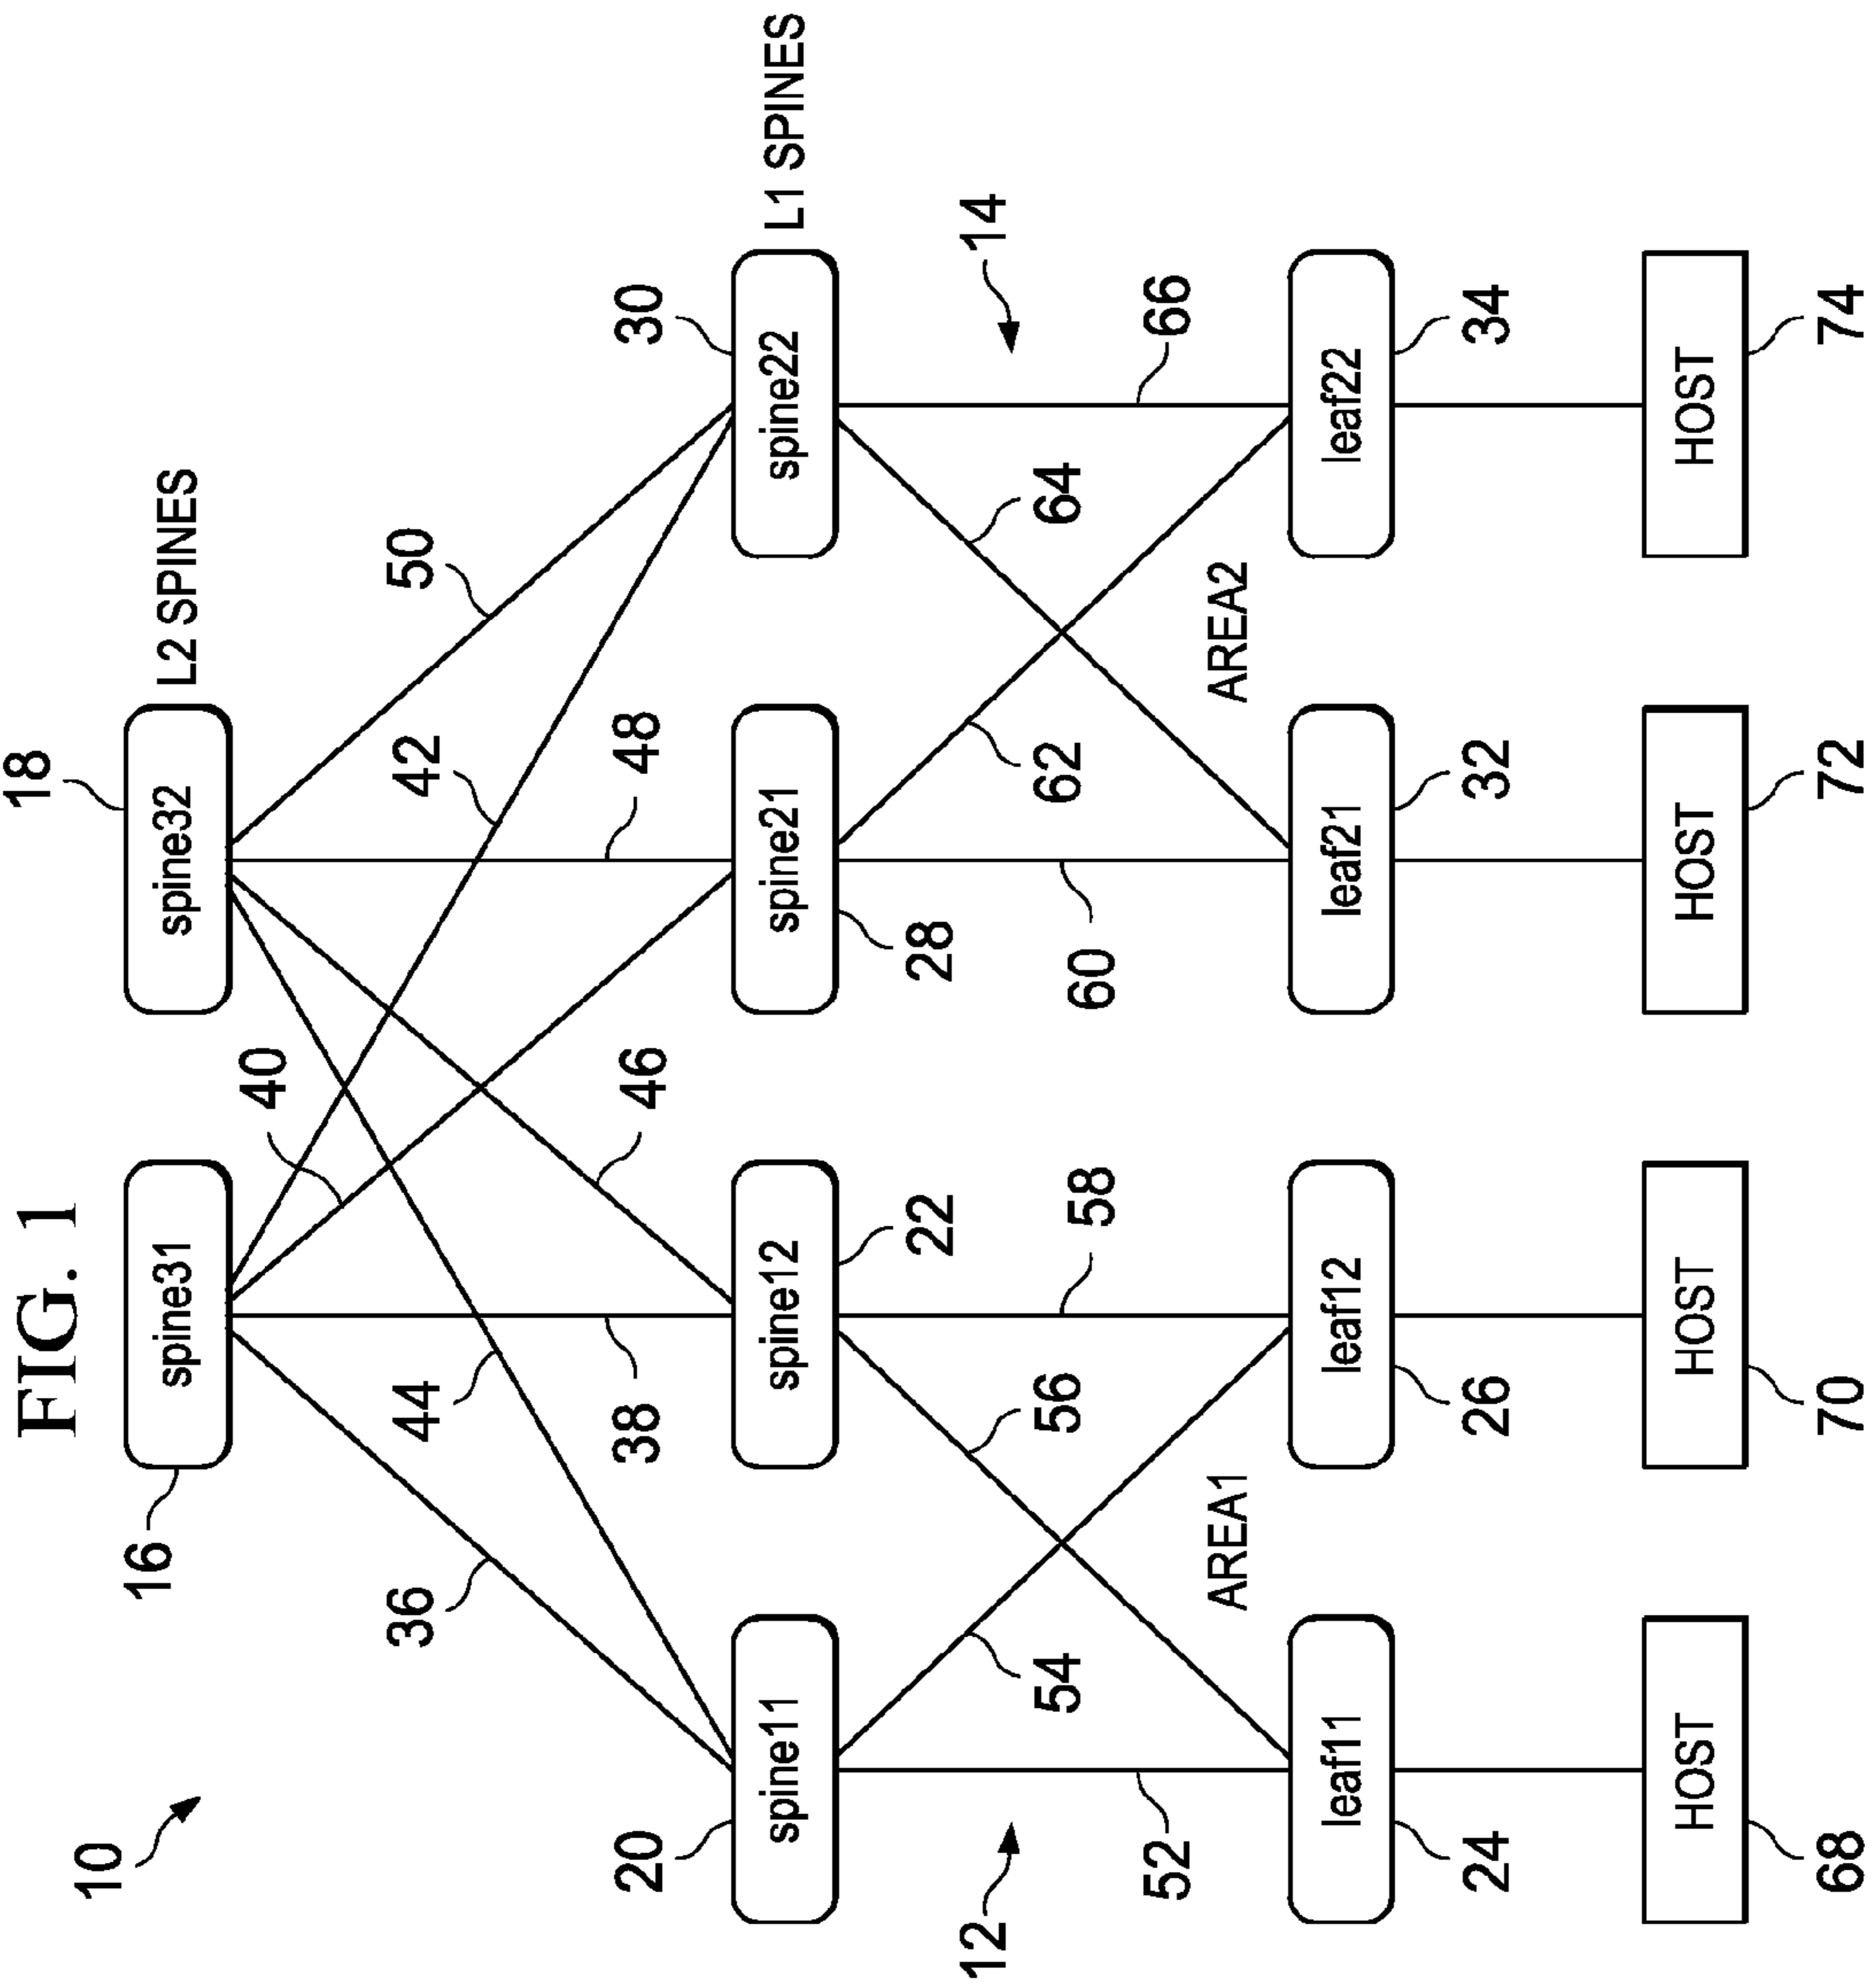 FIG. 1
10
16
spine31
18
spine32
L2 SPINES
36
44
40
42
50
38
46
48
20
spine11
spine12
22
spine21
28
30
spine22
L1 SPINES
12
14
52
54
56
58
60
62
64
66
AREA1
AREA2
leaf11
leaf12
leaf21
leaf22
24
26
32
34
HOST
HOST
HOST
HOST
68
70
72
74